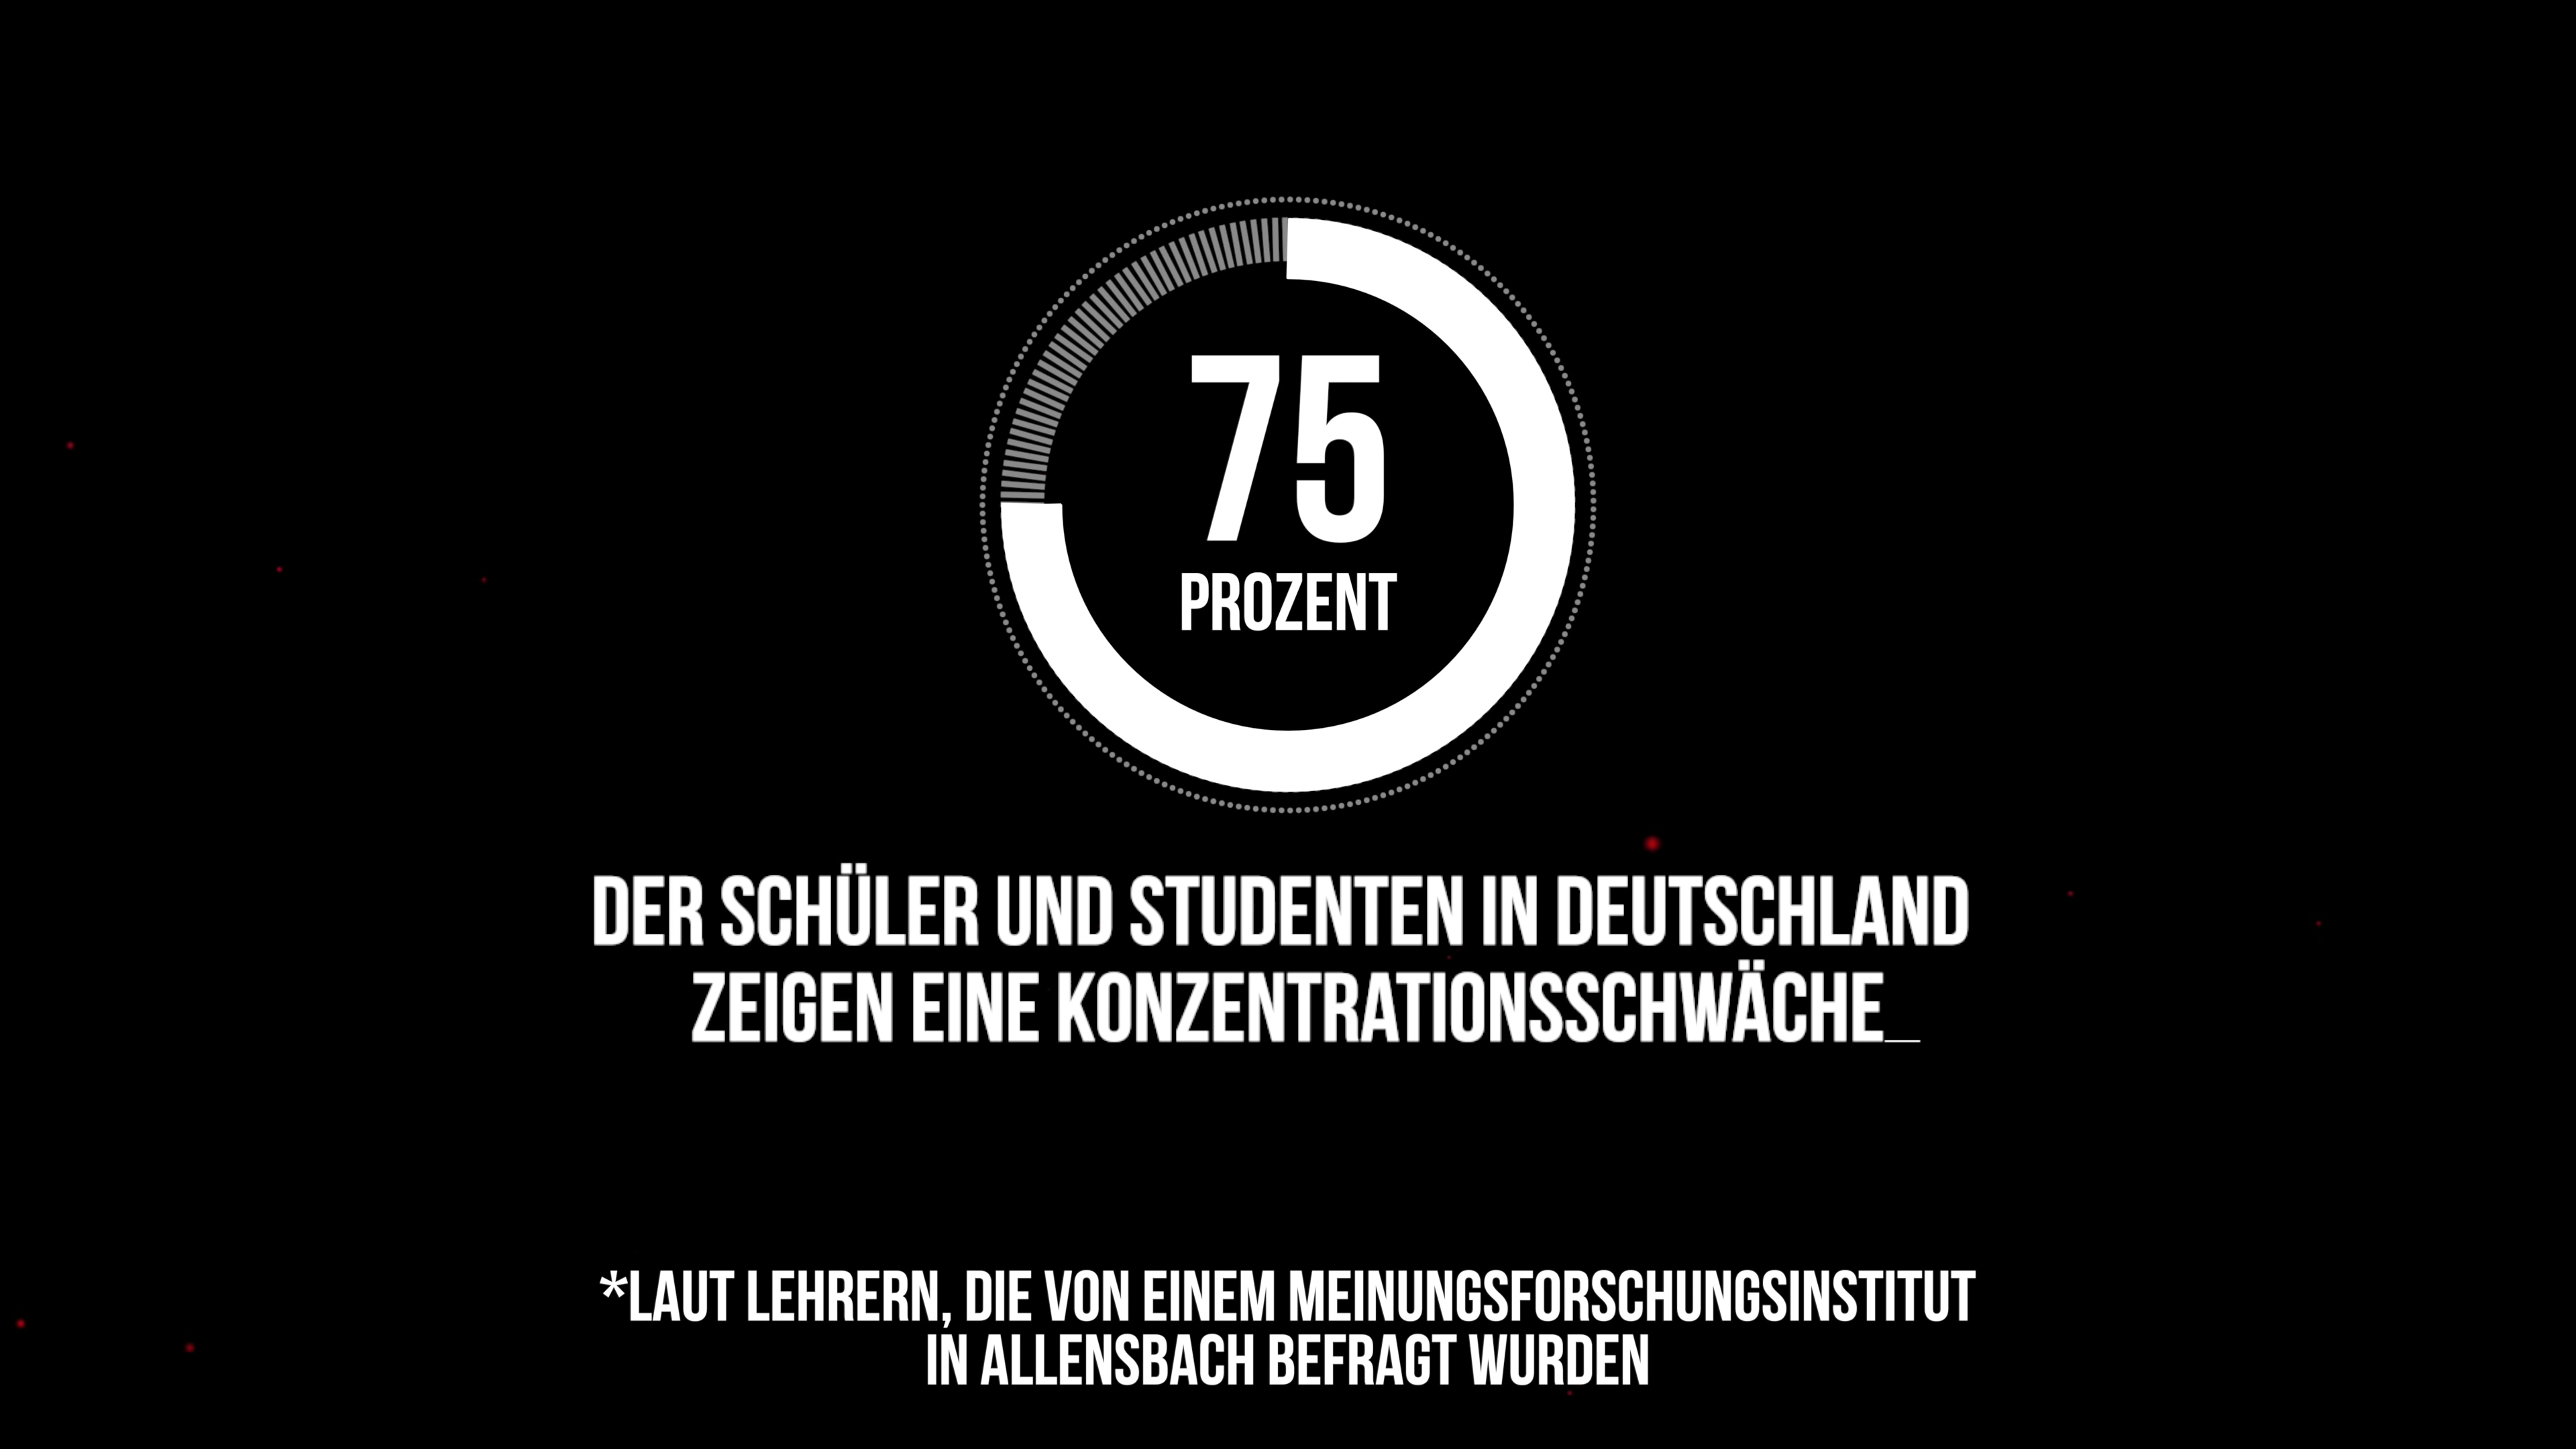 75
PROZENT
DER SCHÜLER UND STUDENTEN IN DEUTSCHLAND
ZEIGEN EINE KONZENTRATIONSSCHWÄCHE_
*LAUT LEHRERN, DIE VON EINEM MEINUNGSFORSCHUNGSINSTITUT
IN ALLENSBACH BEFRAGT WURDEN